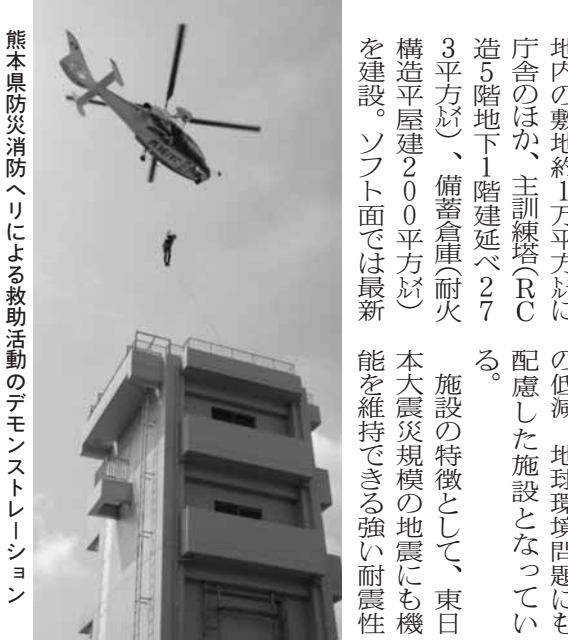 地内の敷地約1万平方㍍に
庁舎のほか、主訓練塔(RC
造5階地下1階建延べ27
3平方㍍)、備蓄倉庫(耐火
構造平屋建200平方㍍)
を建設。ソフト面では最新
の低減、地球環境問題にも
配慮した施設となってい
る。
施設の特徴として、東日
本大震災規模の地震にも機
能を維持できる強い耐震性
熊本県防災消防ヘリによる救助活動のデモンストレーション